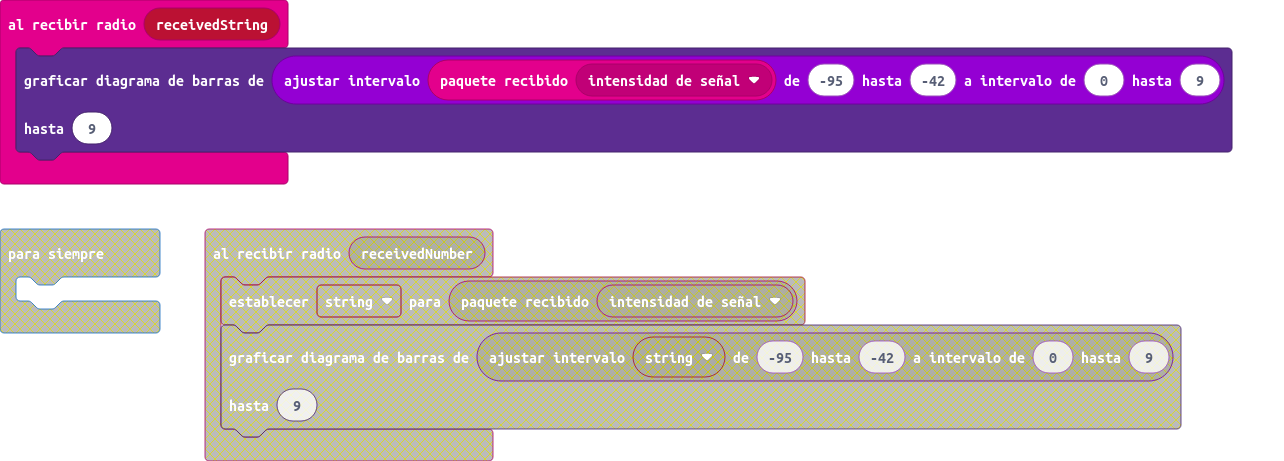 al recibir radio receivedString
graficar diagrama de barras de ajustar intervalo paquete recibido intensidad de señal de -95 hasta -42 a intervalo de 0 hasta 9
hasta 9
para siempre
al recibir radio receivedNumber
establecer string para paquete recibido intensidad de señal
graficar diagrama de barras de ajustar intervalo string de -95 hasta -42 a intervalo de 0 hasta 9
hasta 9